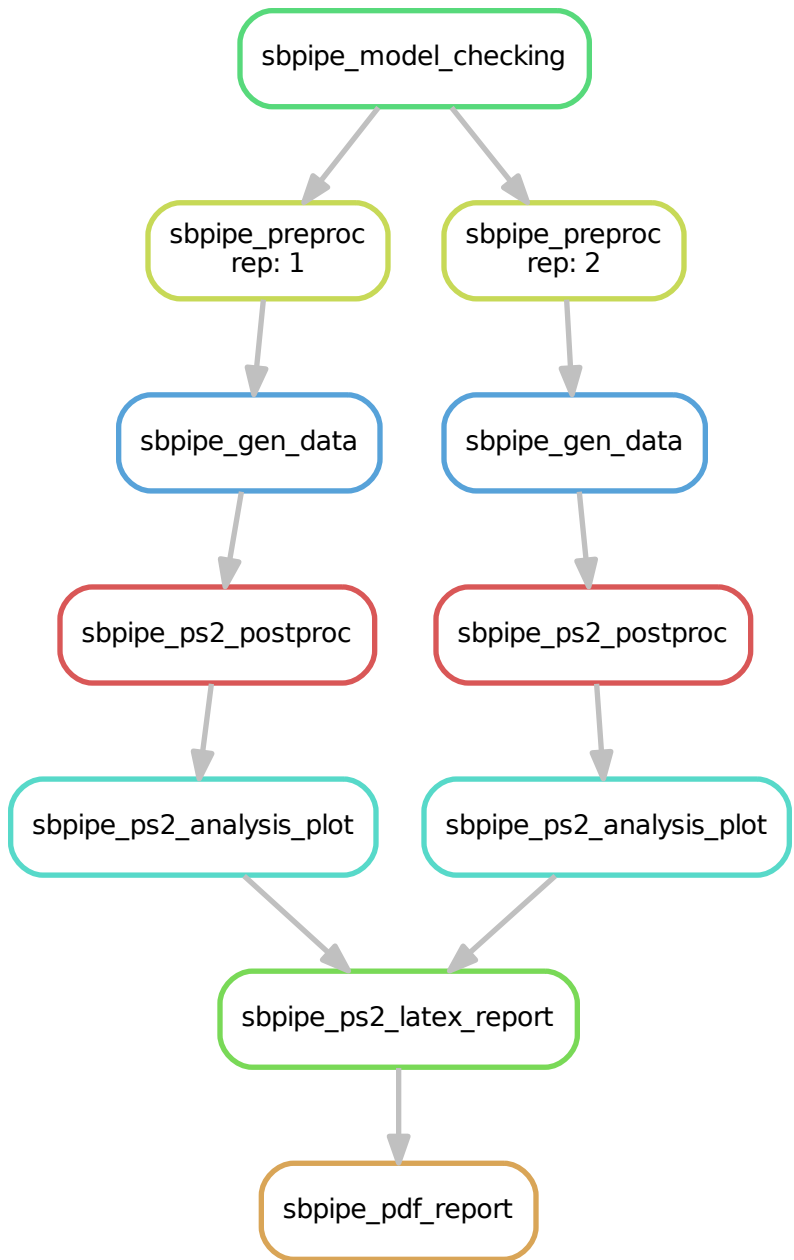 sbpipe_model_checking
sbpipe_preproc
rep: 1
sbpipe_preproc
rep: 2
sbpipe_gen_data
sbpipe_gen_data
sbpipe_ps2_postproc
sbpipe_ps2_postproc
sbpipe_ps2_analysis_plot
sbpipe_ps2_analysis_plot
sbpipe_ps2_latex_report
sbpipe_pdf_report